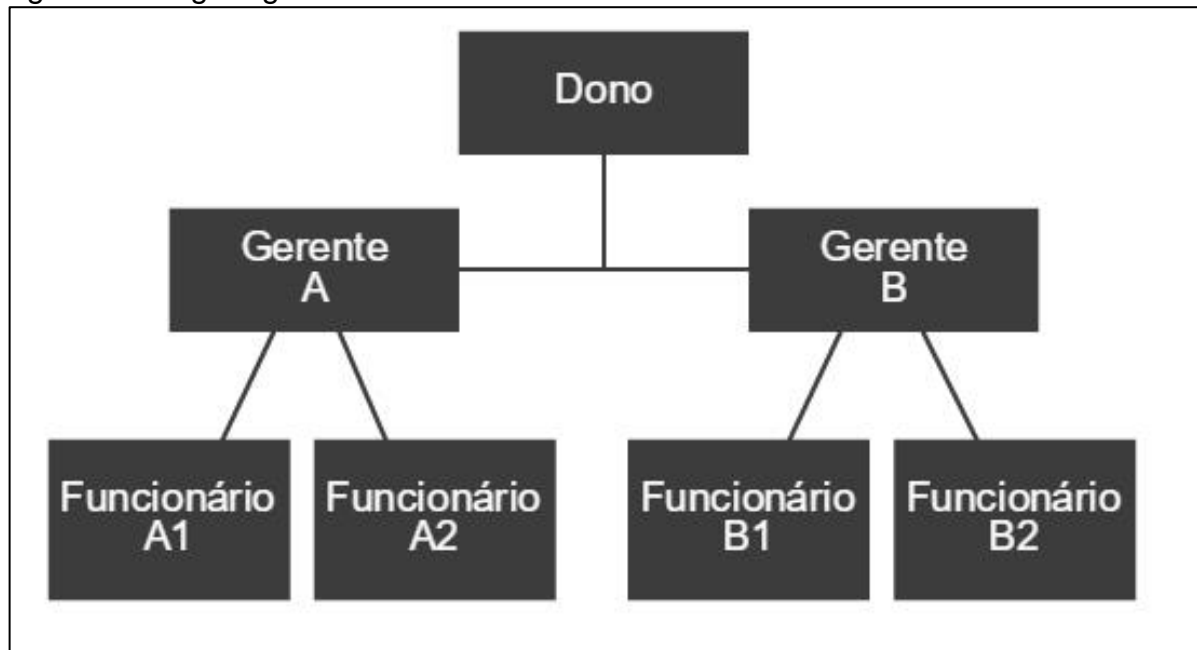 Dono
Gerente
A
Gerente
B
Funcionário
A1
Funcionário
A2
Funcionário
B1
Funcionário
B2